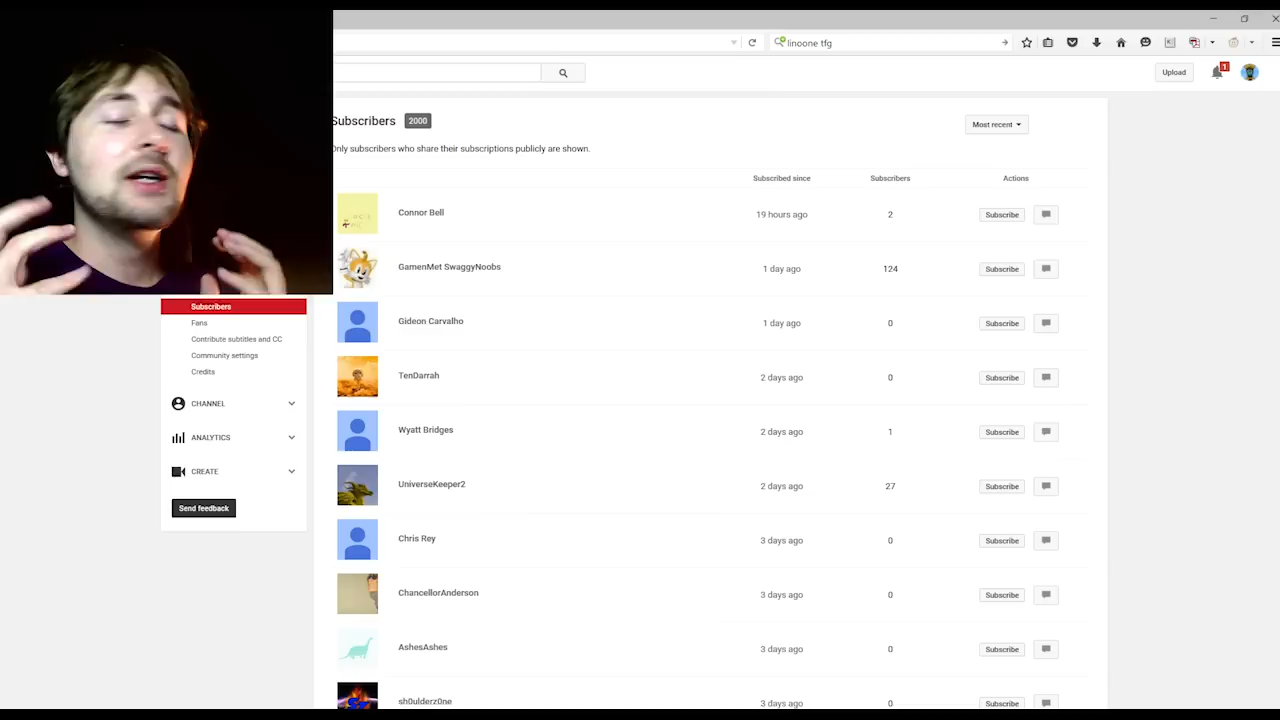 linoone tfg
Upload
1
Subscribers 2000
Most recent
Only subscribers who share their subscriptions publicly are shown.
Subscribed since Subscribers Actions
Connor Bell 19 hours ago 2 Subscribe
GamenMet SwaggyNoobs 1 day ago 124 Subscribe
Gideon Carvalho 1 day ago 0 Subscribe
TenDarrah 2 days ago 0 Subscribe
Wyatt Bridges 2 days ago 1 Subscribe
UniverseKeeper2 2 days ago 27 Subscribe
Chris Rey 3 days ago 0 Subscribe
ChancellorAnderson 3 days ago 0 Subscribe
AshesAshes 3 days ago 0 Subscribe
sh0ulderz0ne 3 days ago 0 Subscribe
Subscribers
Fans
Contribute subtitles and CC
Community settings
Credits
CHANNEL
ANALYTICS
CREATE
Send feedback